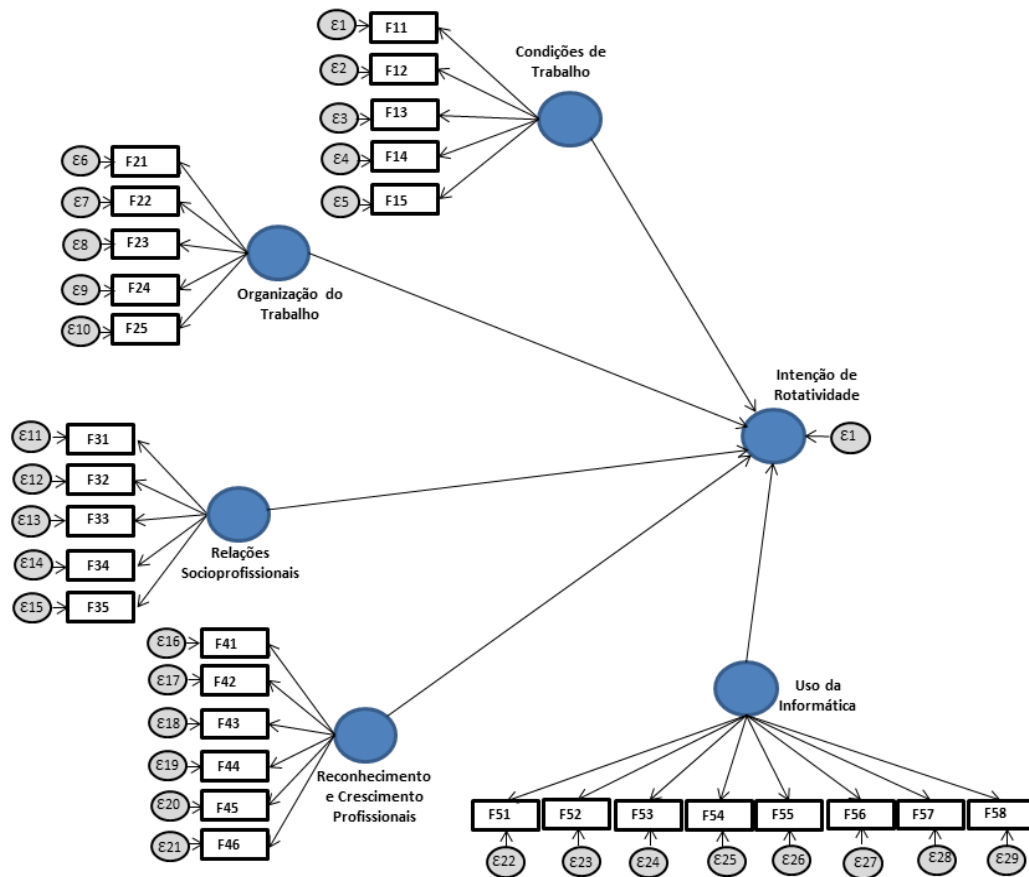 ε1
F11
ε2
F12
ε3
F13
ε4
F14
ε5
F15
Condições de
Trabalho
ε6
F21
ε7
F22
ε8
F23
ε9
F24
ε10
F25
Organização do
Trabalho
Intenção de
Rotatividade
ε1
ε11
F31
ε12
F32
ε13
F33
ε14
F34
ε15
F35
Relações
Socioprofissionais
ε16
F41
ε17
F42
ε18
F43
ε19
F44
ε20
F45
ε21
F46
Reconhecimento
e Crescimento
Profissionais
Uso da
Informática
F51 F52 F53 F54 F55 F56 F57 F58
ε22 ε23 ε24 ε25 ε26 ε27 ε28 ε29